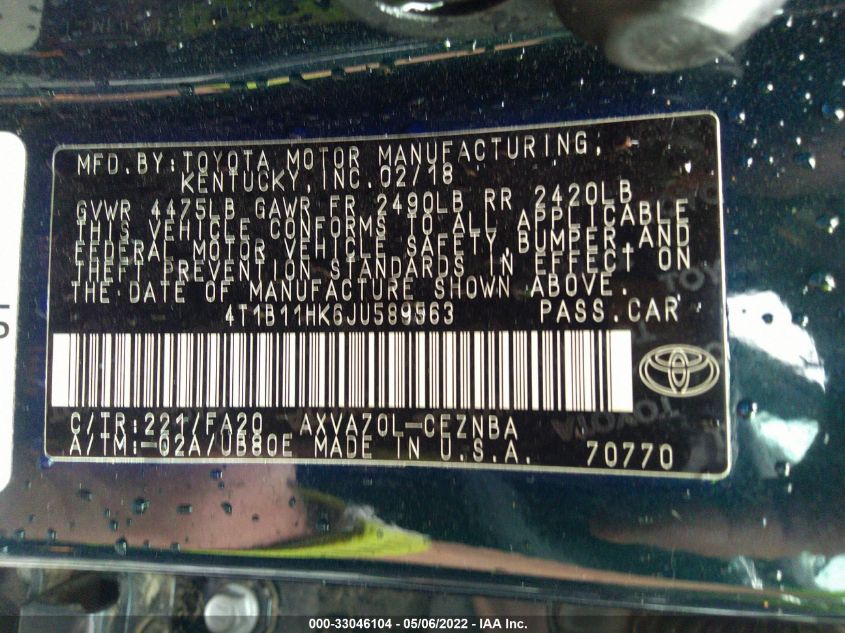 MFD.BY:TOYOTA MOTOR MANUFACTURING,
KENTUCKY,INC.02/18
GVWR 4475LB GAWR FR 2490LB RR 2420LB
THIS VEHICLE CONFORMS TO ALL APPLICABLE
FEDERAL MOTOR VEHICLE SAFETY,BUMPER,AND
THEFT PREVENTION STANDARDS IN EFFECT ON
THE DATE OF MANUFACTURE SHOWN ABOVE.
4T1B11HK6JU589563 PASS.CAR
C/TR:221/FA20 AXVA70L-CEZNBA
A/TM:-02A/UB80E MADE IN U.S.A. 70770
000-33046104 - 05/06/2022 - IAA Inc.